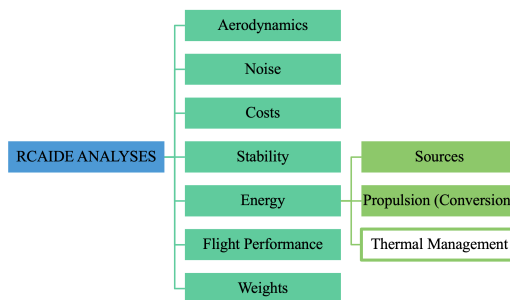 Aerodynamics
Noise
Costs
RCAIDE ANALYSES
Stability
Sources
Energy
Propulsion (Conversion
Flight Performance
Thermal Management
Weights